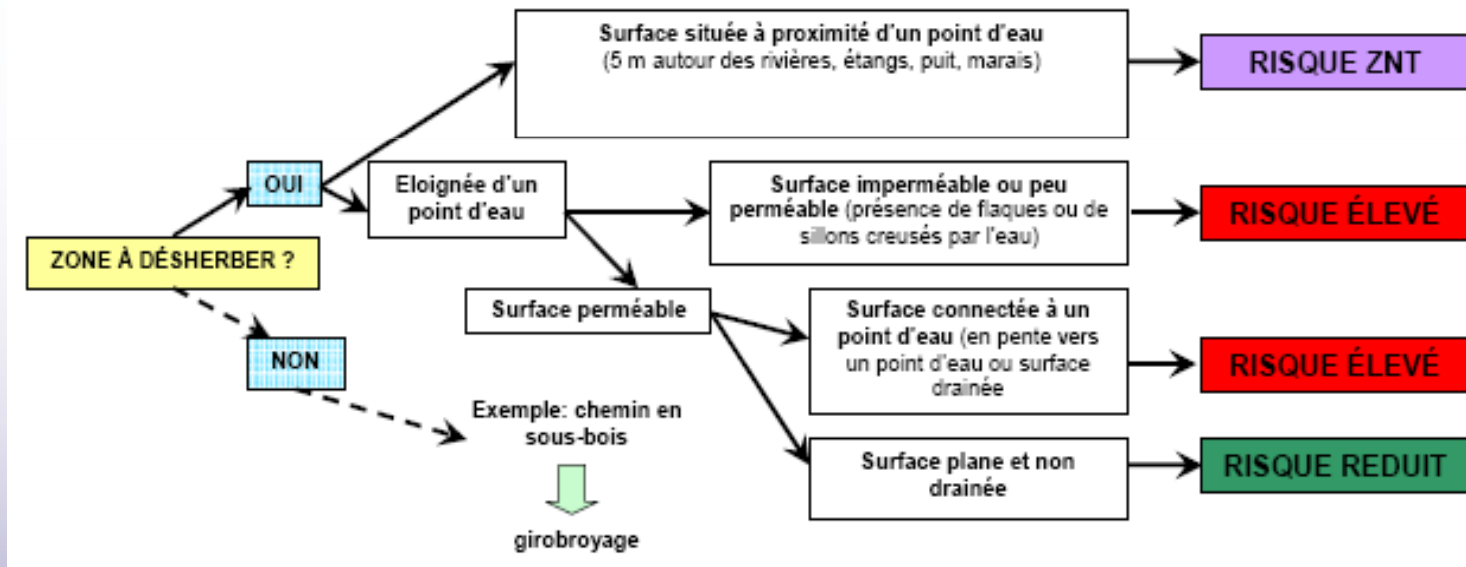 Surface située à proximité d'un point d'eau
(5 m autour des rivières, étangs, puit, marais)
RISQUE ZNT
OUI
Eloignée d'un
point d'eau
Surface imperméable ou peu
perméable (présence de flaques ou de
sillons creusés par l'eau)
RISQUE ÉLEVÉ
ZONE À DÉSHERBER ?
Surface perméable
Surface connectée à un
point d'eau (en pente vers
un point d'eau ou surface
drainée
RISQUE ÉLEVÉ
NON
Exemple: chemin en
sous-bois
Surface plane et non
drainée
RISQUE REDUIT
girobroyage